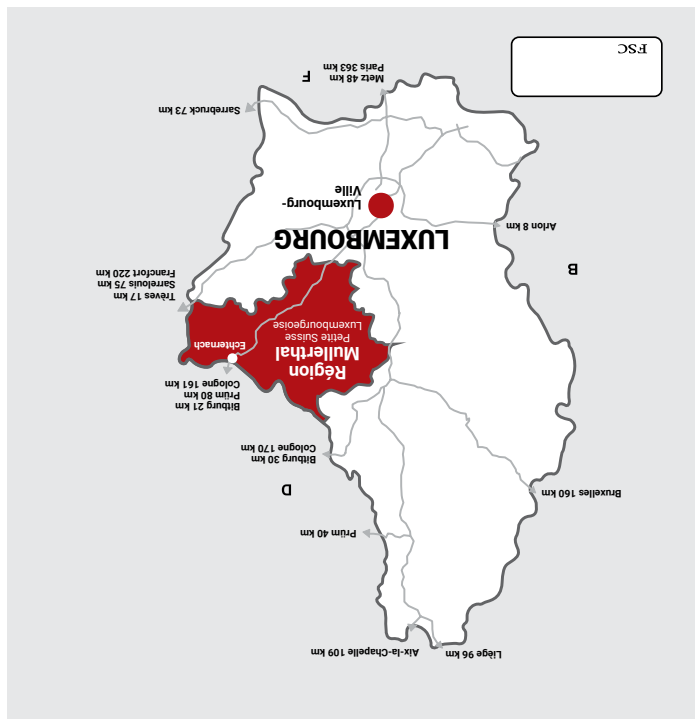 Liège 96 km
Aix-la-Chapelle 109 km
Prüm 40 km
Bruxelles 160 km
D
Bitburg 30 km
Cologne 170 km
Bitburg 21 km
Prüm 80 km
Cologne 161 km
Région
Mullerthal
Petite Suisse
Luxembourgeoise
Echternach
Trèves 17 km
Sarrelouis 75 km
Francfort 220 km
B
LUXEMBOURG
Arlon 8 km
Luxembourg-
Ville
Sarrebruck 73 km
F
Metz 48 km
Paris 363 km
FSC